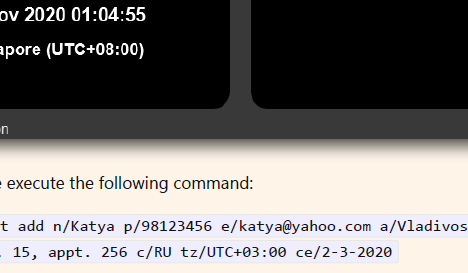 ov 2020 01:04:55
apore (UTC+08:00)
on
e execute the following command:
t add n/Katya p/98123456 e/katya@yahoo.com a/Vladivos
. 15, appt. 256 c/RU tz/UTC+03:00 ce/2-3-2020